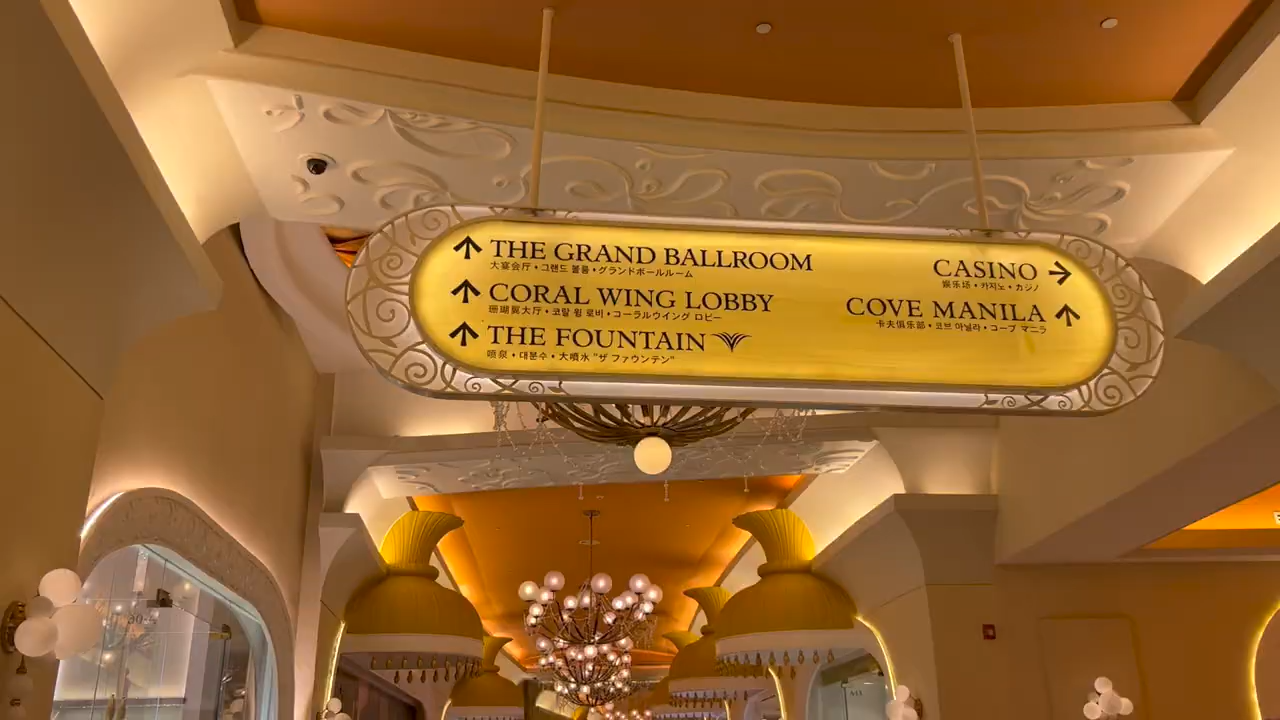 THE GRAND BALLROOM
大宴会厅・그랜드 볼룸・グランドボールルーム
CORAL WING LOBBY
珊瑚翼大厅・코랄 윙 로비・コーラルウイング ロビー
THE FOUNTAIN
喷泉・대분수・大噴水 "ザ ファウンテン"
CASINO
娱乐场・카지노・カジノ
COVE MANILA
卡夫俱乐部・코브 마닐라・コーブ マニラ